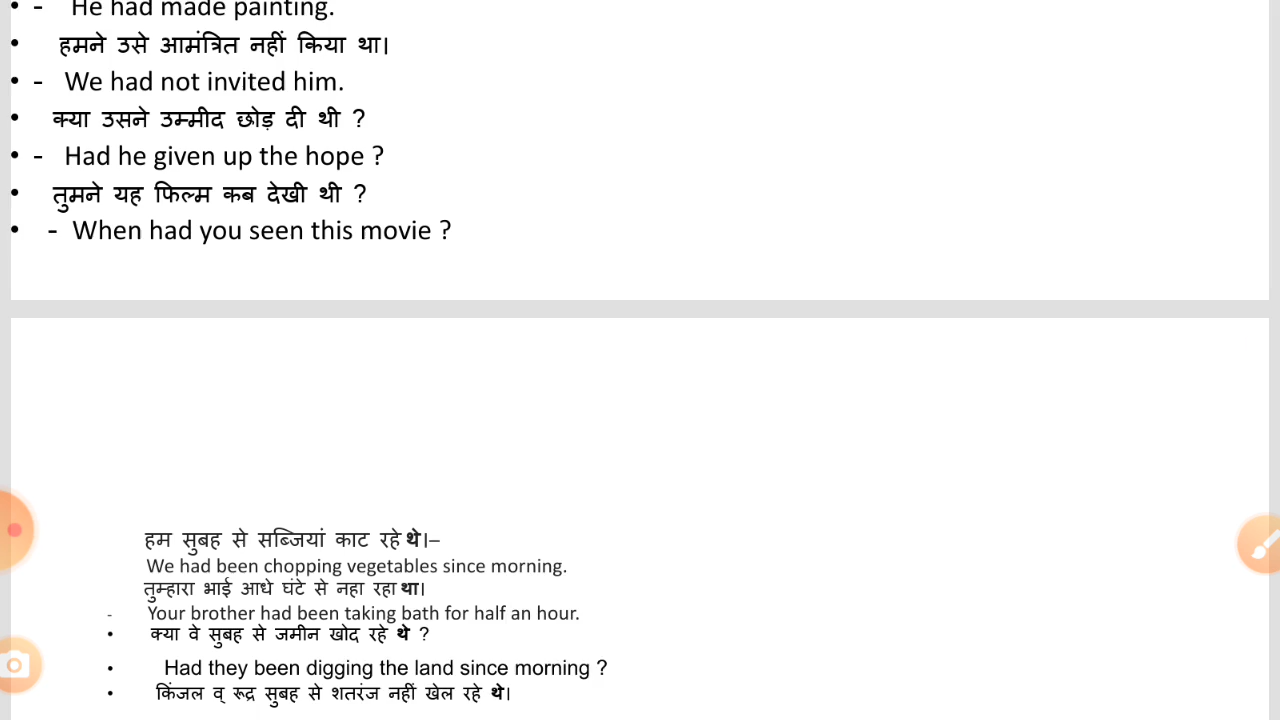 • - He had made painting.
• हमने उसे आमंत्रित नहीं किया था।
• - We had not invited him.
• क्या उसने उम्मीद छोड़ दी थी ?
• - Had he given up the hope ?
• तुमने यह फिल्म कब देखी थी ?
• - When had you seen this movie ?
हम सुबह से सब्जियां काट रहे थे।–
We had been chopping vegetables since morning.
तुम्हारा भाई आधे घंटे से नहा रहा था।
- Your brother had been taking bath for half an hour.
• क्या वे सुबह से जमीन खोद रहे थे ?
• Had they been digging the land since morning ?
• किंजल व् रूद्र सुबह से शतरंज नहीं खेल रहे थे।